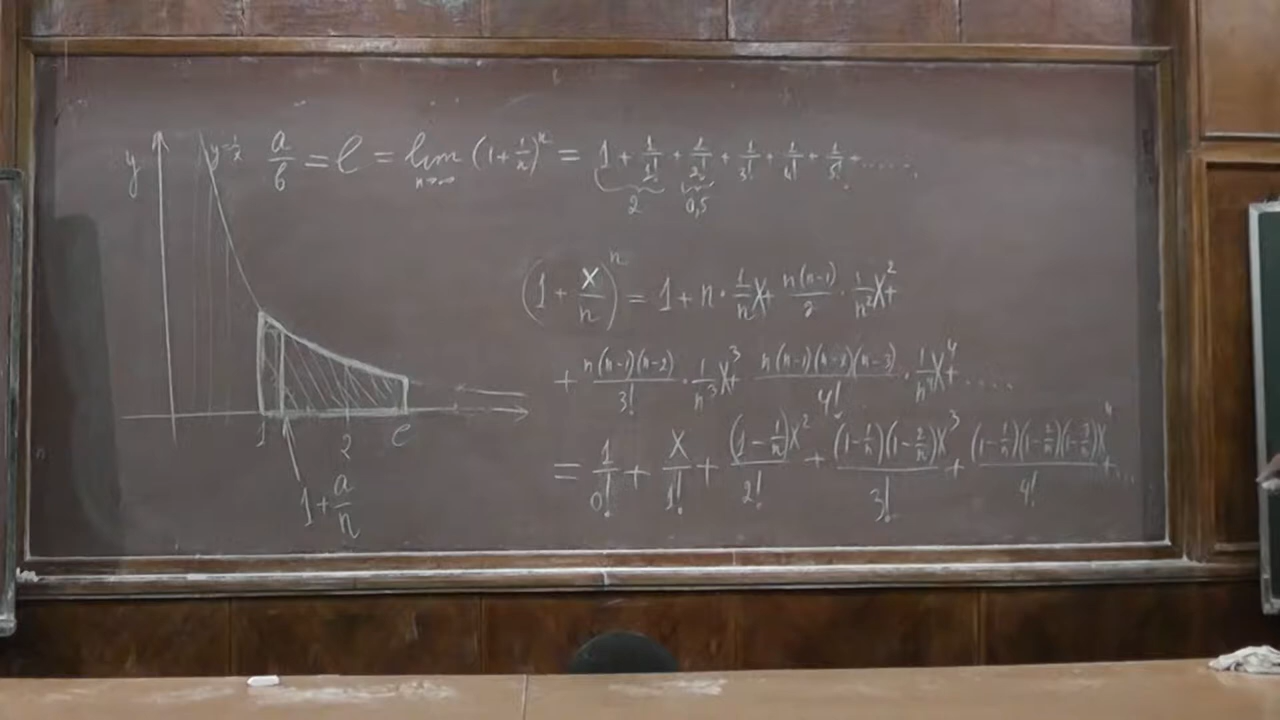 y y=1/x a/b = e = lim n→∞ (1+1/n)^n = 1 + 1/1! + 1/2! + 1/3! + 1/4! + 1/5! + ......
2 0,5
(1 + x/n)^n = 1 + n · 1/n x + n(n-1)/2 · 1/n² x² +
+ n(n-1)(n-2)/3! · 1/n³ x³ + n(n-1)(n-2)(n-3)/4! · 1/n⁴ x⁴ + ....
= 1/0! + x/1! + (1-1/n)x²/2! + (1-1/n)(1-2/n)x³/3! + (1-1/n)(1-2/n)(1-3/n)x⁴/4! + ...
1 2 e
1 + a/n